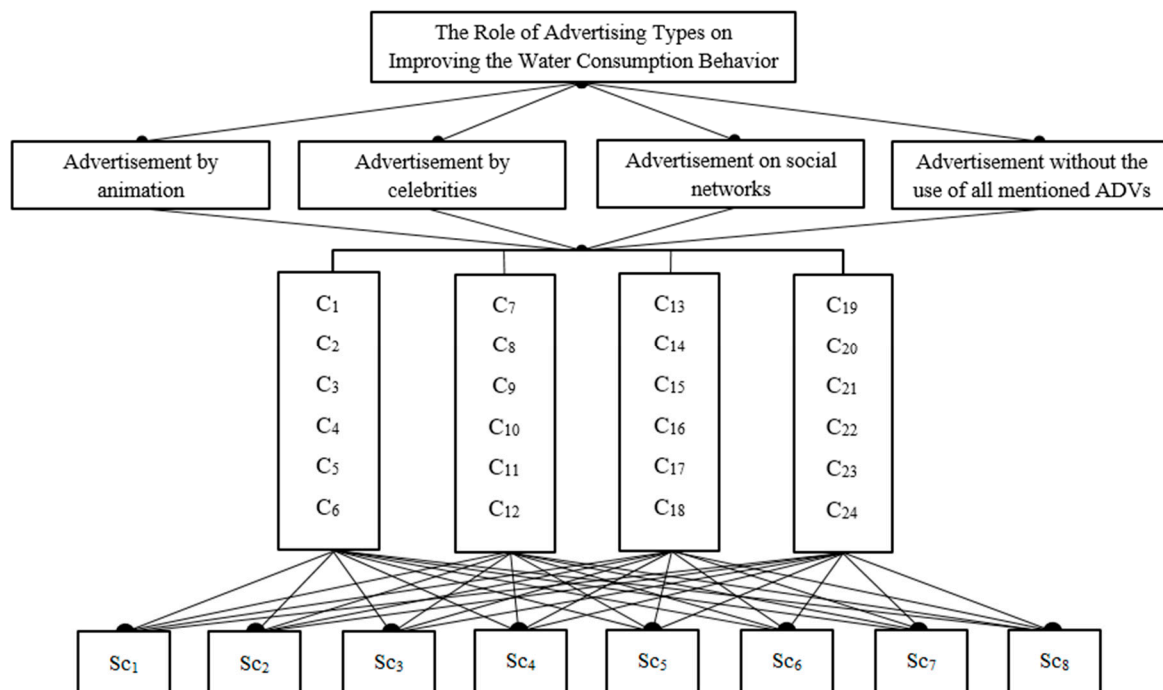 The Role of Advertising Types on
Improving the Water Consumption Behavior
Advertisement by
animation
Advertisement by
celebrities
Advertisement on social
networks
Advertisement without the
use of all mentioned ADVs
C₁
C₂
C₃
C₄
C₅
C₆
C₇
C₈
C₉
C₁₀
C₁₁
C₁₂
C₁₃
C₁₄
C₁₅
C₁₆
C₁₇
C₁₈
C₁₉
C₂₀
C₂₁
C₂₂
C₂₃
C₂₄
Sc₁
Sc₂
Sc₃
Sc₄
Sc₅
Sc₆
Sc₇
Sc₈